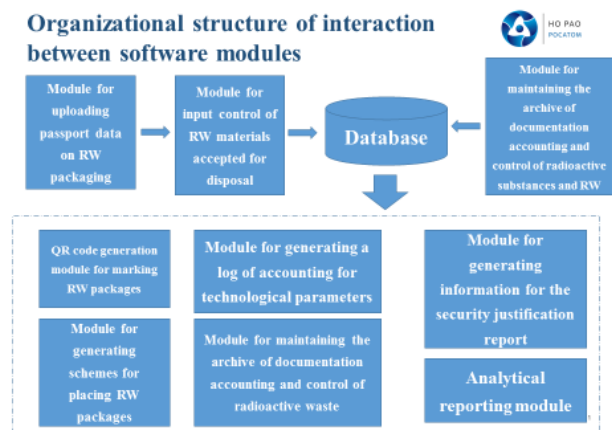 Organizational structure of interaction
between software modules
НО РАО
РОСАТОМ
Module for
uploading
passport data
on RW
packaging
Module for
input control of
RW materials
accepted for
disposal
Database
Module for
maintaining the
archive of
documentation
accounting and
control of radioactive
substances and RW
QR code generation
module for marking
RW packages
Module for generating a
log of accounting for
technological parameters
Module for
generating
information for the
security justification
report
Module for
generating
schemes for
placing RW
packages
Module for maintaining the
archive of documentation
accounting and control of
radioactive waste
Analytical
reporting module